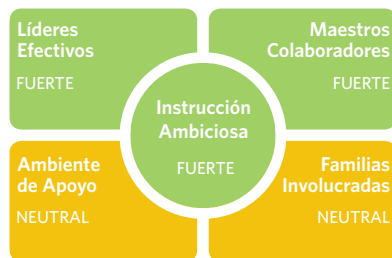 Líderes
Efectivos
FUERTE
Maestros
Colaboradores
FUERTE
Instrucción
Ambiciosa
FUERTE
Ambiente
de Apoyo
NEUTRAL
Familias
Involucradas
NEUTRAL